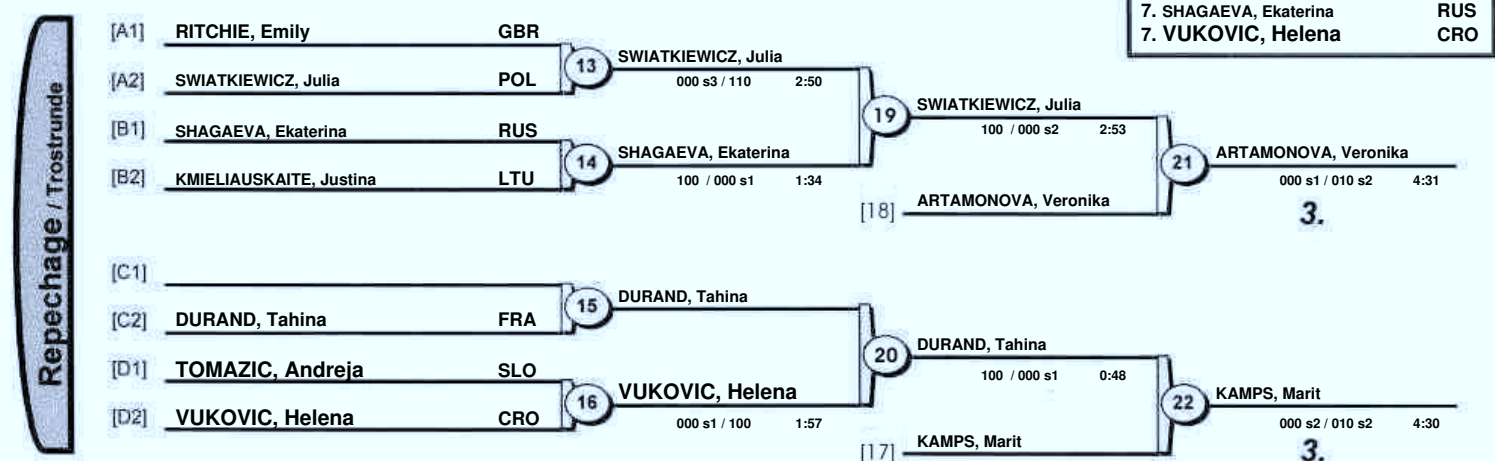 7. SHAGAEVA, Ekaterina RUS
7. VUKOVIC, Helena CRO
Repechage / Trostrunde
[A1] RITCHIE, Emily GBR
[A2] SWIATKIEWICZ, Julia POL
13 SWIATKIEWICZ, Julia
000 s3 / 110 2:50
[B1] SHAGAEVA, Ekaterina RUS
[B2] KMIELIAUSKAITE, Justina LTU
14 SHAGAEVA, Ekaterina
100 / 000 s1 1:34
19 SWIATKIEWICZ, Julia
100 / 000 s2 2:53
[18] ARTAMONOVA, Veronika
21 ARTAMONOVA, Veronika
000 s1 / 010 s2 4:31
3.
[C1]
[C2] DURAND, Tahina FRA
15 DURAND, Tahina
[D1] TOMAZIC, Andreja SLO
[D2] VUKOVIC, Helena CRO
16 VUKOVIC, Helena
000 s1 / 100 1:57
20 DURAND, Tahina
100 / 000 s1 0:48
[17] KAMPS, Marit
22 KAMPS, Marit
000 s2 / 010 s2 4:30
3.